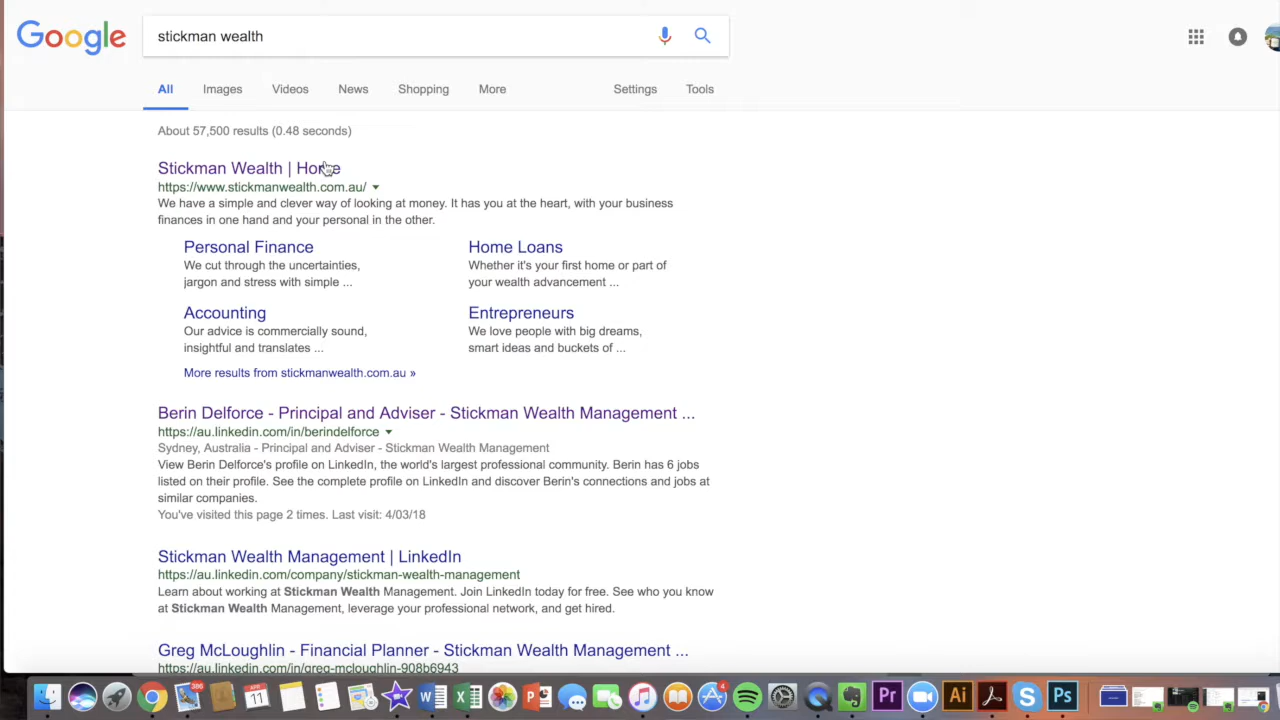 Google
stickman wealth
All Images Videos News Shopping More Settings Tools
About 57,500 results (0.48 seconds)
Stickman Wealth | Home
https://www.stickmanwealth.com.au/
We have a simple and clever way of looking at money. It has you at the heart, with your business
finances in one hand and your personal in the other.
Personal Finance
We cut through the uncertainties,
jargon and stress with simple ...
Home Loans
Whether it's your first home or part of
your wealth advancement ...
Accounting
Our advice is commercially sound,
insightful and translates ...
Entrepreneurs
We love people with big dreams,
smart ideas and buckets of ...
More results from stickmanwealth.com.au »
Berin Delforce - Principal and Adviser - Stickman Wealth Management ...
https://au.linkedin.com/in/berindelforce
Sydney, Australia - Principal and Adviser - Stickman Wealth Management
View Berin Delforce's profile on LinkedIn, the world's largest professional community. Berin has 6 jobs
listed on their profile. See the complete profile on LinkedIn and discover Berin's connections and jobs at
similar companies.
You've visited this page 2 times. Last visit: 4/03/18
Stickman Wealth Management | LinkedIn
https://au.linkedin.com/company/stickman-wealth-management
Learn about working at Stickman Wealth Management. Join LinkedIn today for free. See who you know
at Stickman Wealth Management, leverage your professional network, and get hired.
Greg McLoughlin - Financial Planner - Stickman Wealth Management ...
https://au.linkedin.com/in/greg-mcloughlin-908b6943
386 APR 11 W X P 4 Pr Ai S Ps